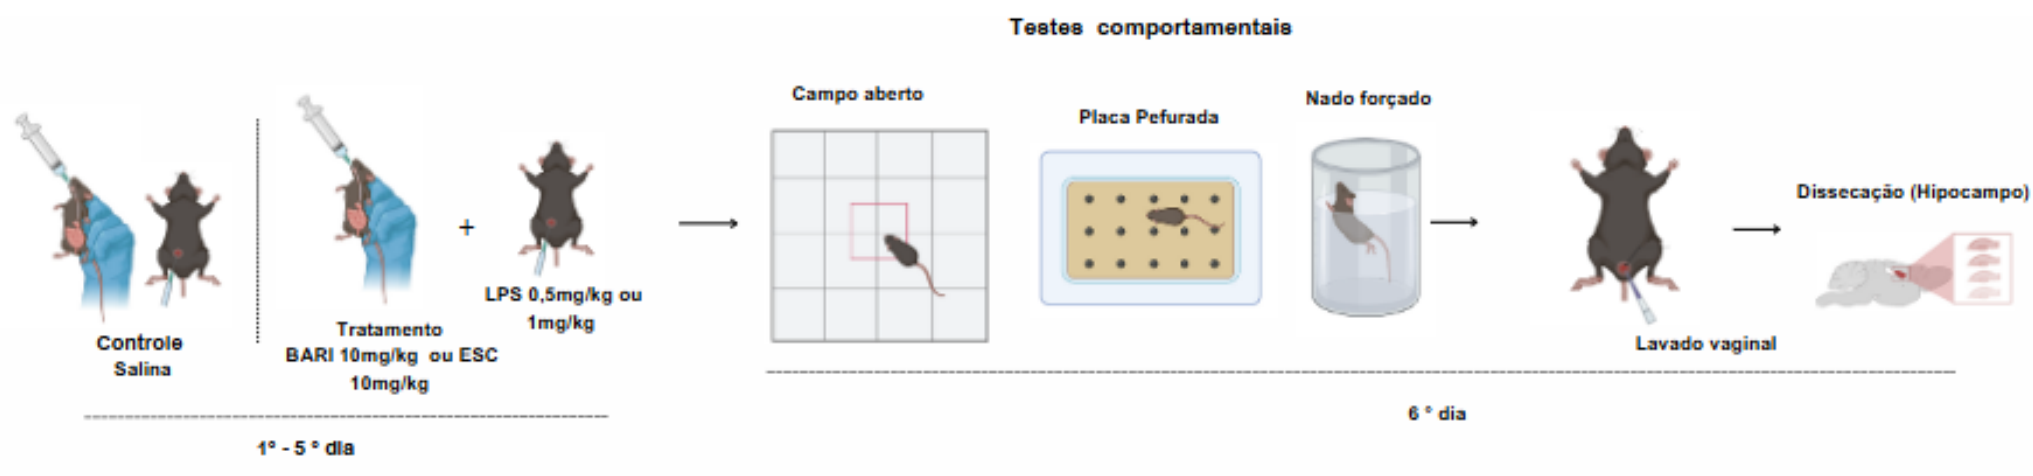 Testes comportamentais
Controle
Salina
Tratamento
BARI 10mg/kg ou ESC
10mg/kg
+
LPS 0,5mg/kg ou
1mg/kg
1º - 5 º dia
Campo aberto
Placa Pefurada
Nado forçado
Lavado vaginal
Dissecação (Hipocampo)
6 º dia